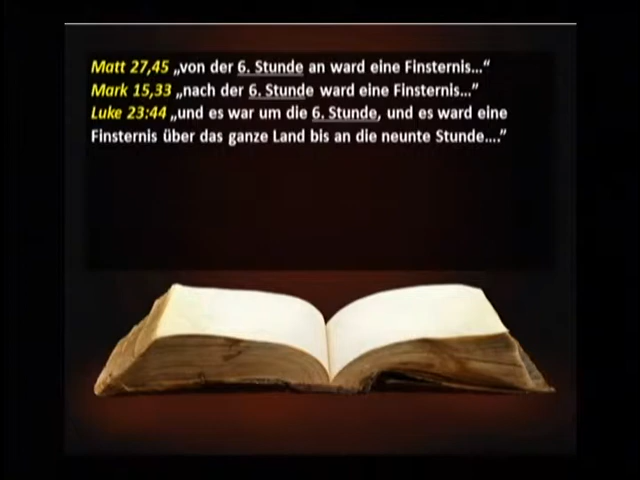 Matt 27,45 „von der 6. Stunde an ward eine Finsternis...“
Mark 15,33 „nach der 6. Stunde ward eine Finsternis...”
Luke 23:44 „und es war um die 6. Stunde, und es ward eine
Finsternis über das ganze Land bis an die neunte Stunde....”